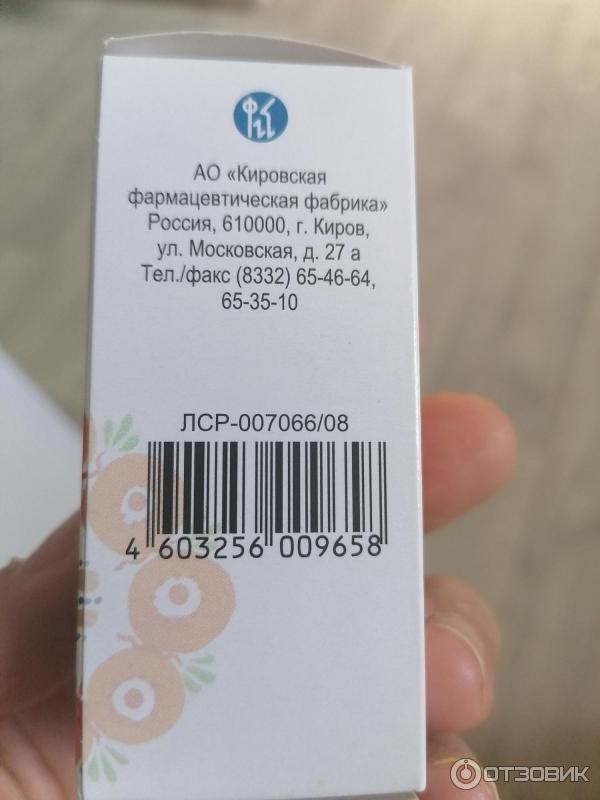 АО «Кировская
фармацевтическая фабрика»
Россия, 610000, г. Киров,
ул. Московская, д. 27 а
Тел./факс (8332) 65-46-64,
65-35-10
ЛСР-007066/08
4 603256 009658
ОТЗОВИК